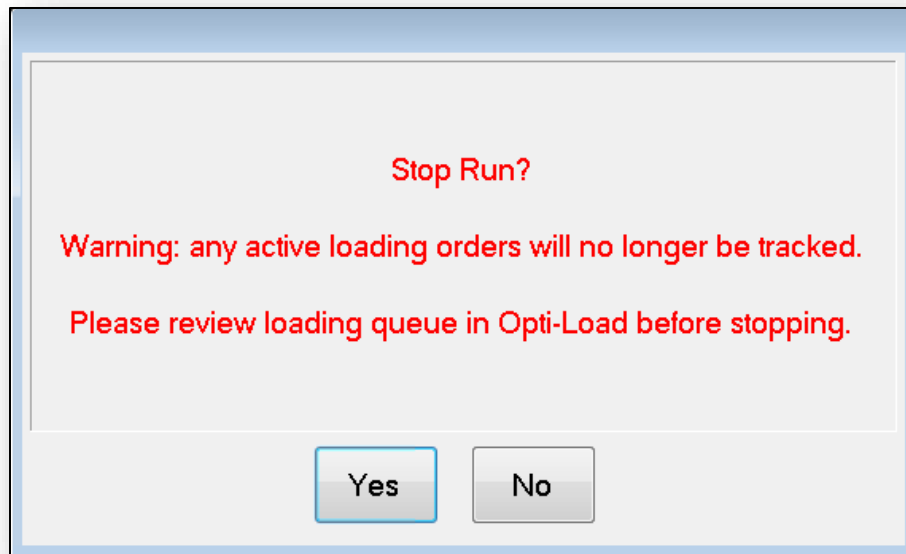 Stop Run?
Warning: any active loading orders will no longer be tracked.
Please review loading queue in Opti-Load before stopping.
Yes
No